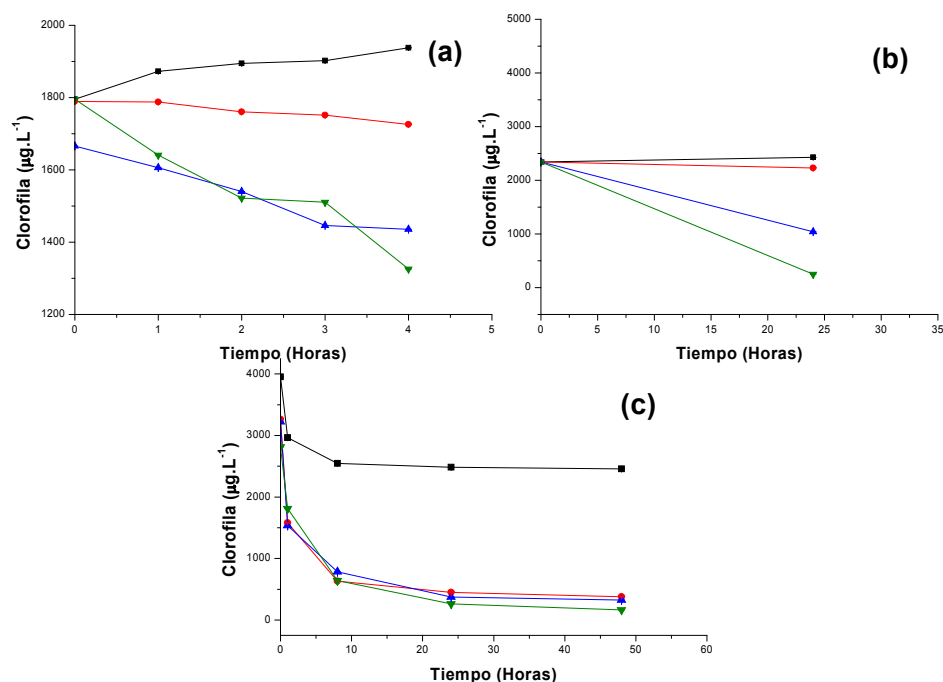 (a)
Clorofila (µg.L⁻¹)
2000
1800
1600
1400
1200
0 1 2 3 4 5
Tiempo (Horas)
(b)
Clorofila (µg.L⁻¹)
5000
4000
3000
2000
1000
0
0 5 10 15 20 25 30 35
Tiempo (Horas)
(c)
Clorofila (µg.L⁻¹)
4000
3000
2000
1000
0
0 10 20 30 40 50 60
Tiempo (Horas)